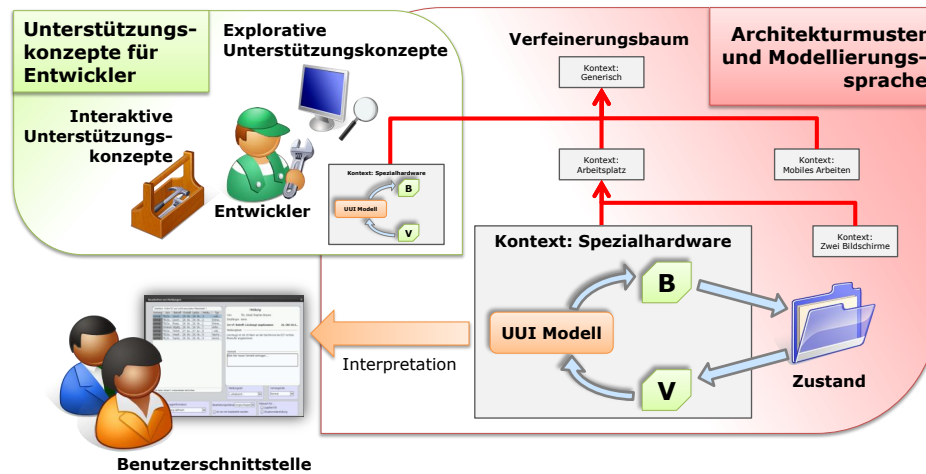 Unterstützungs-
konzepte für
Entwickler
Explorative
Unterstützungskonzepte
Interaktive
Unterstützungs-
konzepte
Entwickler
Kontext: Spezialhardware
B
UUI Modell
V
Verfeinerungsbaum
Architekturmuster
und Modellierungs-
sprache
Kontext:
Generisch
Kontext:
Arbeitsplatz
Kontext:
Mobiles Arbeiten
Kontext:
Zwei Bildschirme
Kontext: Spezialhardware
B
UUI Modell
V
Zustand
Interpretation
Benutzerschnittstelle